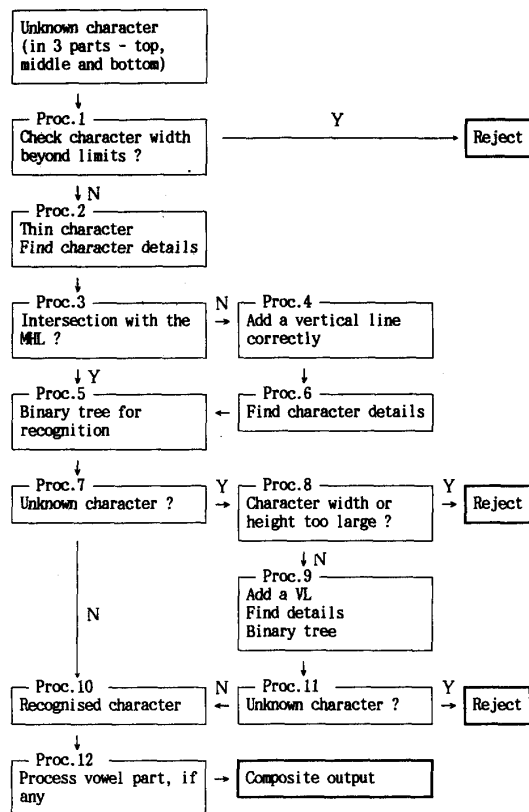 Unknown character
(in 3 parts - top,
middle and bottom)
Proc.1
Check character width
beyond limits ?
Y
Reject
N
Proc.2
Thin character
Find character details
Proc.3
Intersection with the
MHL ?
N
Proc.4
Add a vertical line
correctly
Y
Proc.5
Binary tree for
recognition
Proc.6
Find character details
Proc.7
Unknown character ?
Y
Proc.8
Character width or
height too large ?
Y
Reject
N
Proc.9
Add a VL
Find details
Binary tree
N
Proc.10
Recognised character
N
Proc.11
Unknown character ?
Y
Reject
Proc.12
Process vowel part, if
any
Composite output